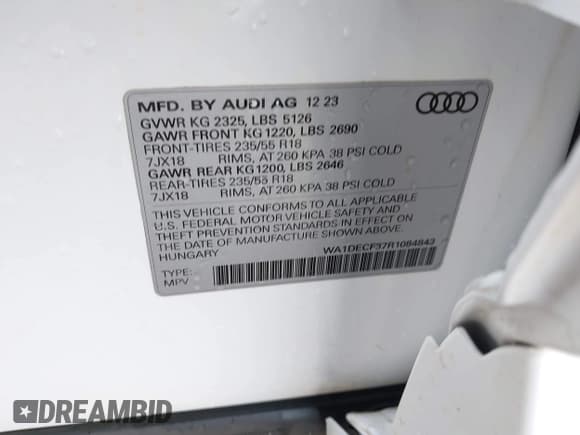 MFD. BY AUDI AG 12 23
GVWR KG 2325, LBS 5126
GAWR FRONT KG 1220, LBS 2690
FRONT-TIRES 235/55 R18
7JX18 RIMS, AT 260 KPA 38 PSI COLD
GAWR REAR KG1200, LBS 2646
REAR-TIRES 235/55 R18
7JX18 RIMS, AT 260 KPA 38 PSI COLD
THIS VEHICLE CONFORMS TO ALL APPLICABLE
U.S. FEDERAL MOTOR VEHICLE SAFETY AND
THEFT PREVENTION STANDARDS IN EFFECT ON
THE DATE OF MANUFACTURE SHOWN ABOVE.
HUNGARY WA1DECF37R1084843
TYPE:
MPV
DREAMBID